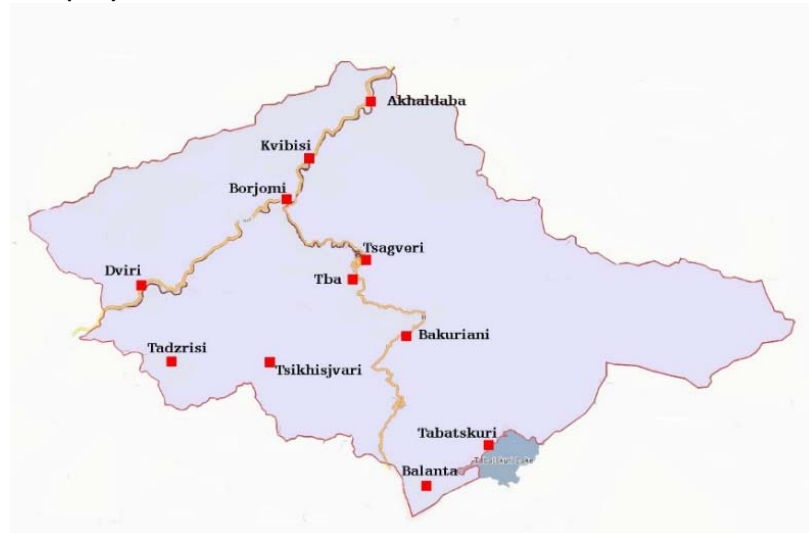 Akhaldaba
Kvibisi
Borjomi
Tsagveri
Dviri
Tba
Bakuriani
Tadzrisi
Tsikhisjvari
Tabatskuri
Balanta